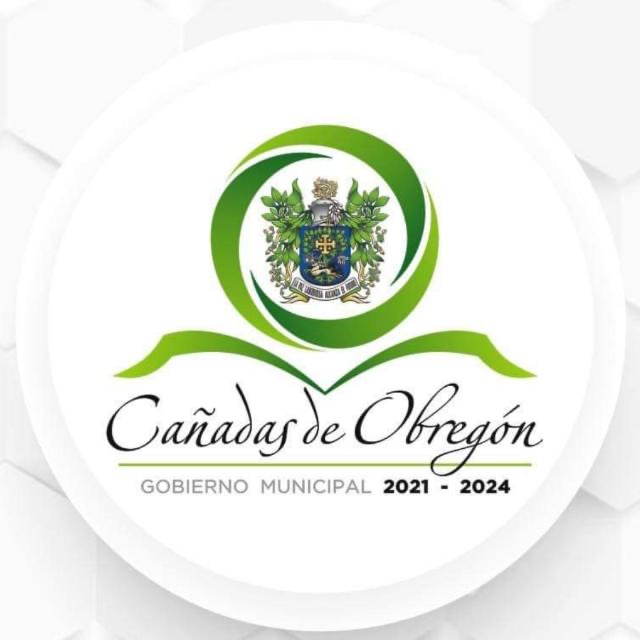 Cañadas de Obregón
GOBIERNO MUNICIPAL 2021 - 2024